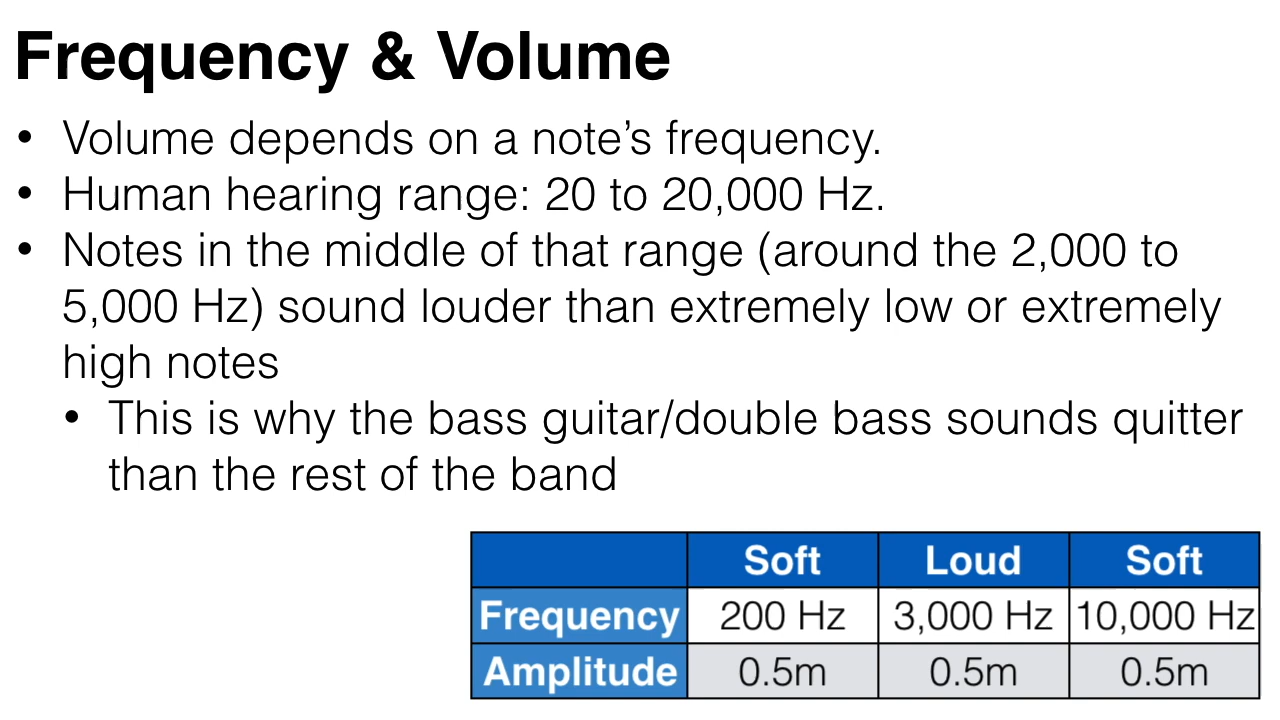 Frequency & Volume
• Volume depends on a note’s frequency.
• Human hearing range: 20 to 20,000 Hz.
• Notes in the middle of that range (around the 2,000 to
5,000 Hz) sound louder than extremely low or extremely
high notes
• This is why the bass guitar/double bass sounds quitter
than the rest of the band
Soft Loud Soft
Frequency 200 Hz 3,000 Hz 10,000 Hz
Amplitude 0.5m 0.5m 0.5m